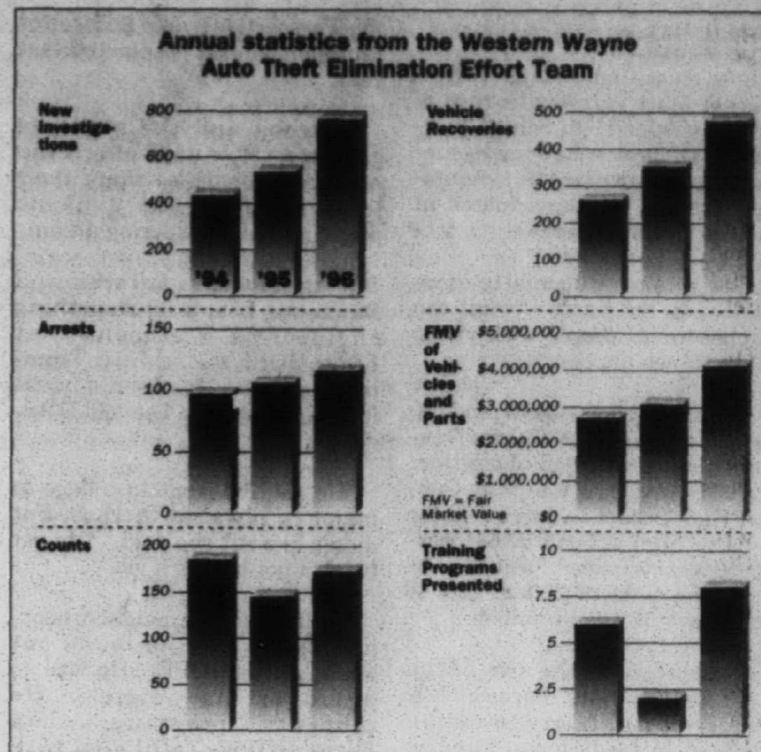 Annual statistics from the Western Wayne
Auto Theft Elimination Effort Team
New
Investiga-
tions
800
600
400
200
0
'94
'95
'96
Vehicle
Recoveries
500
400
300
200
100
0
Arrests
150
100
50
0
FMV
of
Vehi-
cles
and
Parts
$5,000,000
$4,000,000
$3,000,000
$2,000,000
$1,000,000
$0
FMV = Fair
Market Value
Counts
200
150
100
50
0
Training
Programs
Presented
10
7.5
5
2.5
0